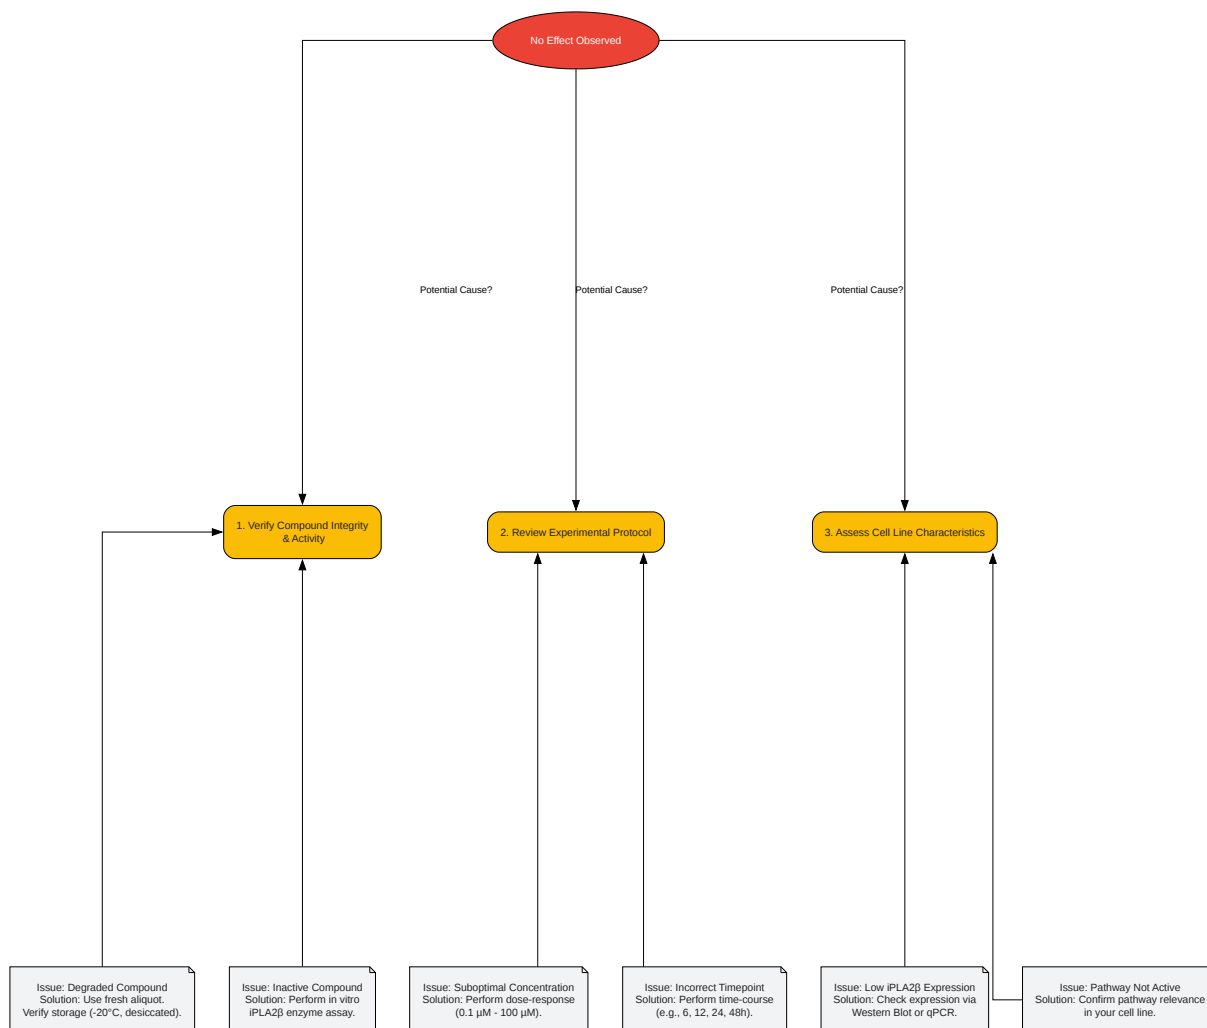 No Effect Observed
Potential Cause?
Potential Cause?
Potential Cause?
1. Verify Compound Integrity
& Activity
2. Review Experimental Protocol
3. Assess Cell Line Characteristics
Issue: Degraded Compound
Solution: Use fresh aliquot.
Verify storage (-20°C, desiccated).
Issue: Inactive Compound
Solution: Perform in vitro
iPLA2β enzyme assay.
Issue: Suboptimal Concentration
Solution: Perform dose-response
(0.1 µM - 100 µM).
Issue: Incorrect Timepoint
Solution: Perform time-course
(e.g., 6, 12, 24, 48h).
Issue: Low iPLA2β Expression
Solution: Check expression via
Western Blot or qPCR.
Issue: Pathway Not Active
Solution: Confirm pathway relevance
in your cell line.